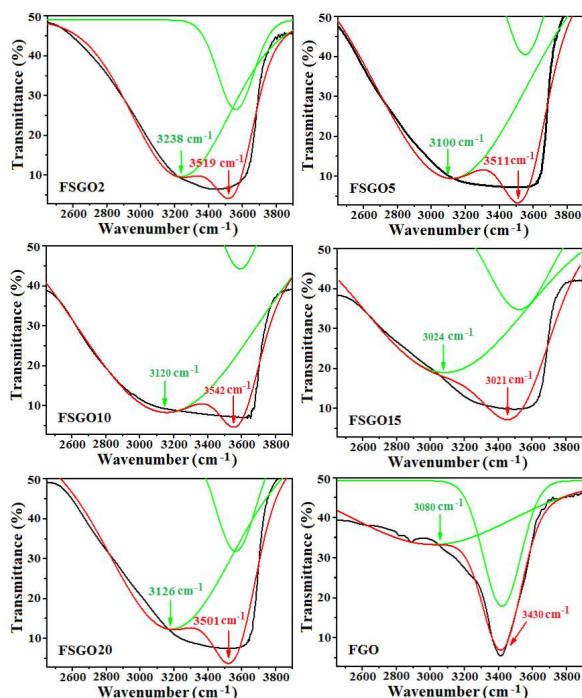 Transmittance (%)
50
40
30
20
10
3238 cm⁻¹
3519 cm⁻¹
FSGO2
2600 2800 3000 3200 3400 3600 3800
Wavenumber (cm⁻¹)
Transmittance (%)
50
40
30
20
10
3100 cm⁻¹
3511 cm⁻¹
FSGO5
2600 2800 3000 3200 3400 3600 3800
Wavenumber (cm⁻¹)
Transmittance (%)
50
40
30
20
10
3120 cm⁻¹
3542 cm⁻¹
FSGO10
2600 2800 3000 3200 3400 3600 3800
Wavenumber (cm⁻¹)
Transmittance (%)
50
40
30
20
10
3024 cm⁻¹
3021 cm⁻¹
FSGO15
2600 2800 3000 3200 3400 3600 3800
Wavenumber (cm⁻¹)
Transmittance (%)
50
40
30
20
10
3126 cm⁻¹
3501 cm⁻¹
FSGO20
2600 2800 3000 3200 3400 3600 3800
Wavenumber (cm⁻¹)
Transmittance (%)
50
40
30
20
10
3080 cm⁻¹
3430 cm⁻¹
FGO
2600 2800 3000 3200 3400 3600 3800
Wavenumber (cm⁻¹)